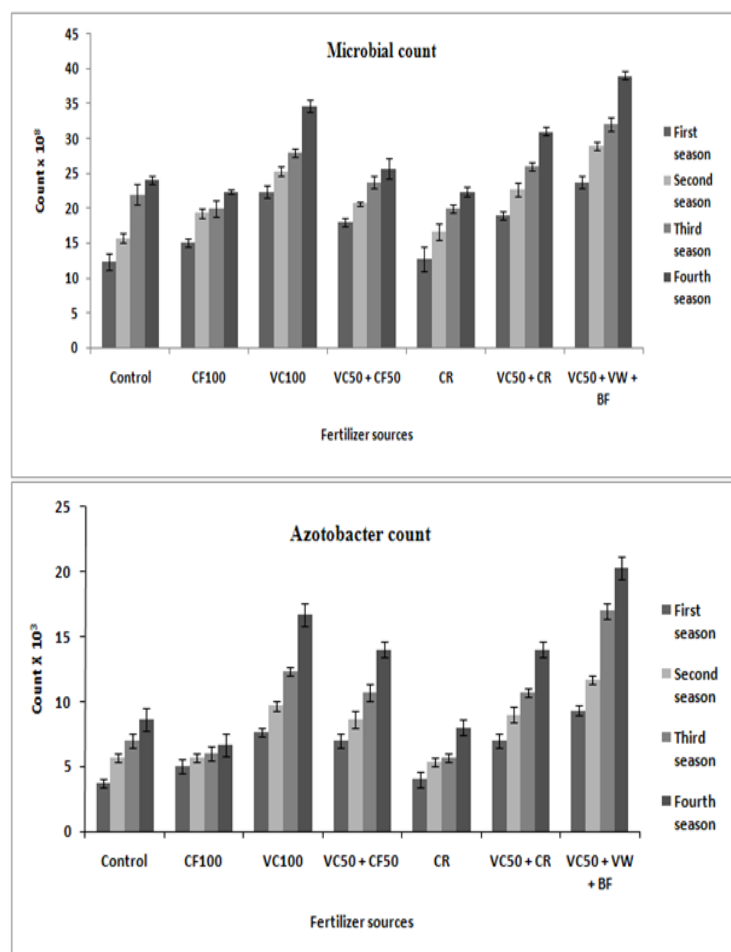 Microbial count
45
40
35
30
25
20
15
10
5
0
Count x 10⁸
Control CF100 VC100 VC50 + CF50 CR VC50 + CR VC50 + VW +
BF
Fertilizer sources
First
season
Second
season
Third
season
Fourth
season
Azotobacter count
25
20
15
10
5
0
Count X 10³
Control CF100 VC100 VC50 + CF50 CR VC50 + CR VC50 + VW
+ BF
Fertilizer sources
First
season
Second
season
Third
season
Fourth
season